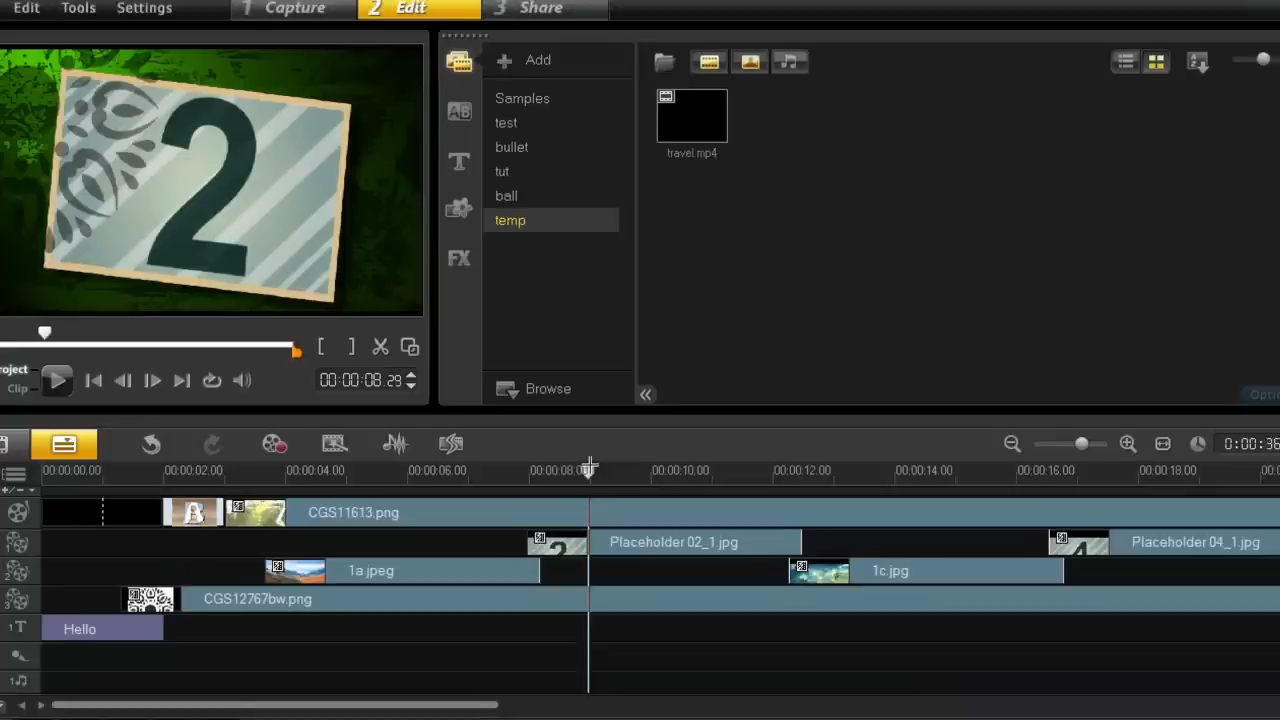 Edit Tools Settings 1 Capture 2 Edit 3 Share
2
Add
Samples
test
bullet
tut
ball
temp
AB
T
FX
travel.mp4
Browse
Project
Clip
00:00:08.29
0:00:36
00:00:00.00 00:00:02.00 00:00:04.00 00:00:06.00 00:00:08 00:00:10.00 00:00:12.00 00:00:14.00 00:00:16.00 00:00:18.00
B CGS11613.png
2 Placeholder 02_1.jpg 4 Placeholder 04_1.jpg
1a.jpeg 1c.jpg
CGS12767bw.png
Hello